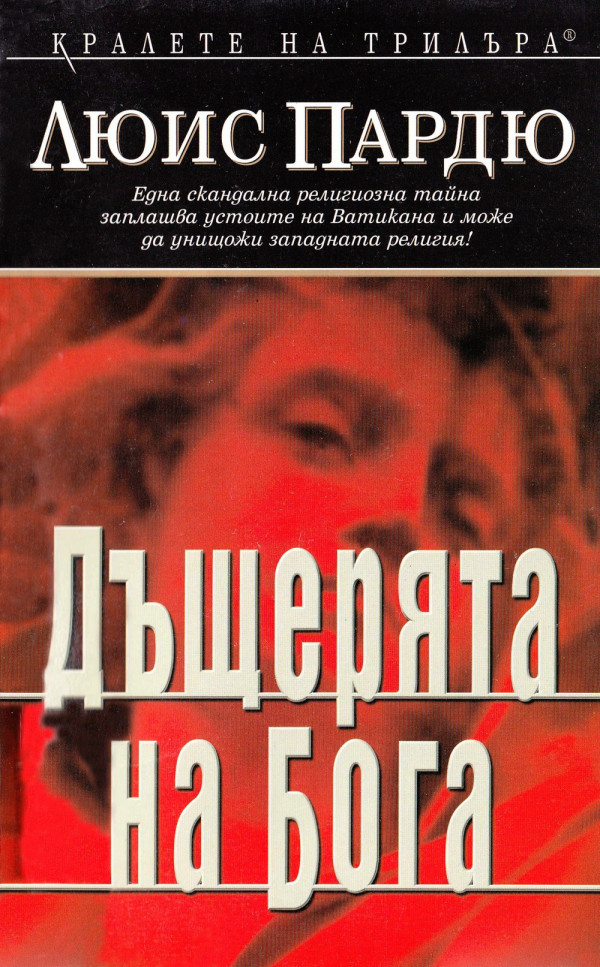 КРАЛЕТЕ НА ТРИЛЪРА®
ЛЮИС ПАРДЮ
Една скандална религиозна тайна
заплашва устоите на Ватикана и може
да унищожи западната религия!
Дъщерята
на Бога